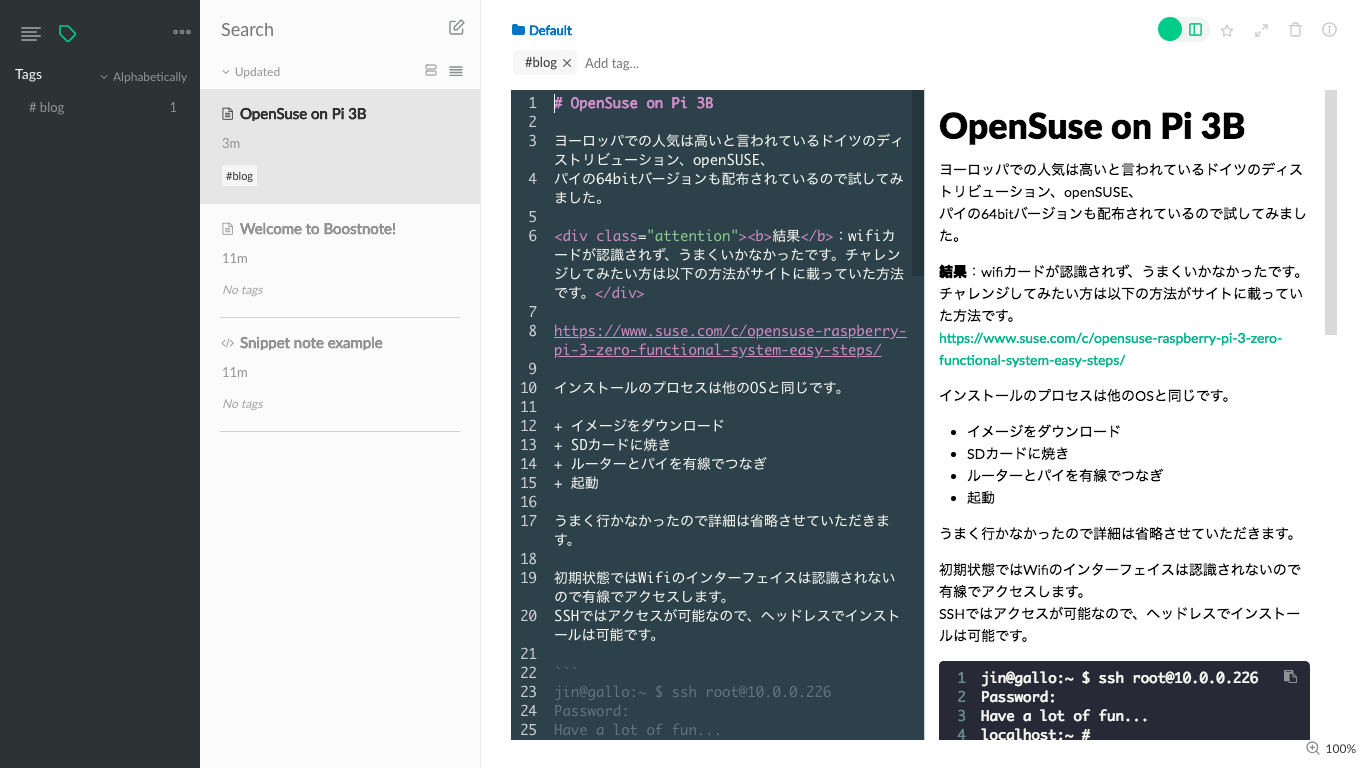 Tags
Alphabetically
# blog 1
Search
Updated
OpenSuse on Pi 3B
3m
#blog
Welcome to Boostnote!
11m
No tags
</> Snippet note example
11m
No tags
Default
#blog × Add tag...
1 # OpenSuse on Pi 3B
2
3 ヨーロッパでの人気は高いと言われているドイツのディ
ストリビューション、openSUSE、
4 パイの64bitバージョンも配布されているので試してみ
ました。
5
6 <div class="attention"><b>結果</b>：wifiカ
ードが認識されず、うまくいかなかったです。チャレン
ジしてみたい方は以下の方法がサイトに載っていた方法
です。</div>
7
8 https://www.suse.com/c/opensuse-raspberry-
pi-3-zero-functional-system-easy-steps/
9
10 インストールのプロセスは他のOSと同じです。
11
12 + イメージをダウンロード
13 + SDカードに焼き
14 + ルーターとパイを有線でつなぎ
15 + 起動
16
17 うまく行かなかったので詳細は省略させていただきま
す。
18
19 初期状態ではWifiのインターフェイスは認識されない
ので有線でアクセスします。
20 SSHではアクセスが可能なので、ヘッドレスでインスト
ールは可能です。
21
22 ```
23 jin@gallo:~ $ ssh root@10.0.0.226
24 Password:
25 Have a lot of fun...
OpenSuse on Pi 3B
ヨーロッパでの人気は高いと言われているドイツのディス
トリビューション、openSUSE、
パイの64bitバージョンも配布されているので試してみまし
た。
結果：wifiカードが認識されず、うまくいかなかったです。
チャレンジしてみたい方は以下の方法がサイトに載ってい
た方法です。
https://www.suse.com/c/opensuse-raspberry-pi-3-zero-
functional-system-easy-steps/
インストールのプロセスは他のOSと同じです。
• イメージをダウンロード
• SDカードに焼き
• ルーターとパイを有線でつなぎ
• 起動
うまく行かなかったので詳細は省略させていただきます。
初期状態ではWifiのインターフェイスは認識されないので
有線でアクセスします。
SSHではアクセスが可能なので、ヘッドレスでインストー
ルは可能です。
1 jin@gallo:~ $ ssh root@10.0.0.226
2 Password:
3 Have a lot of fun...
4 localhost:~ #
100%